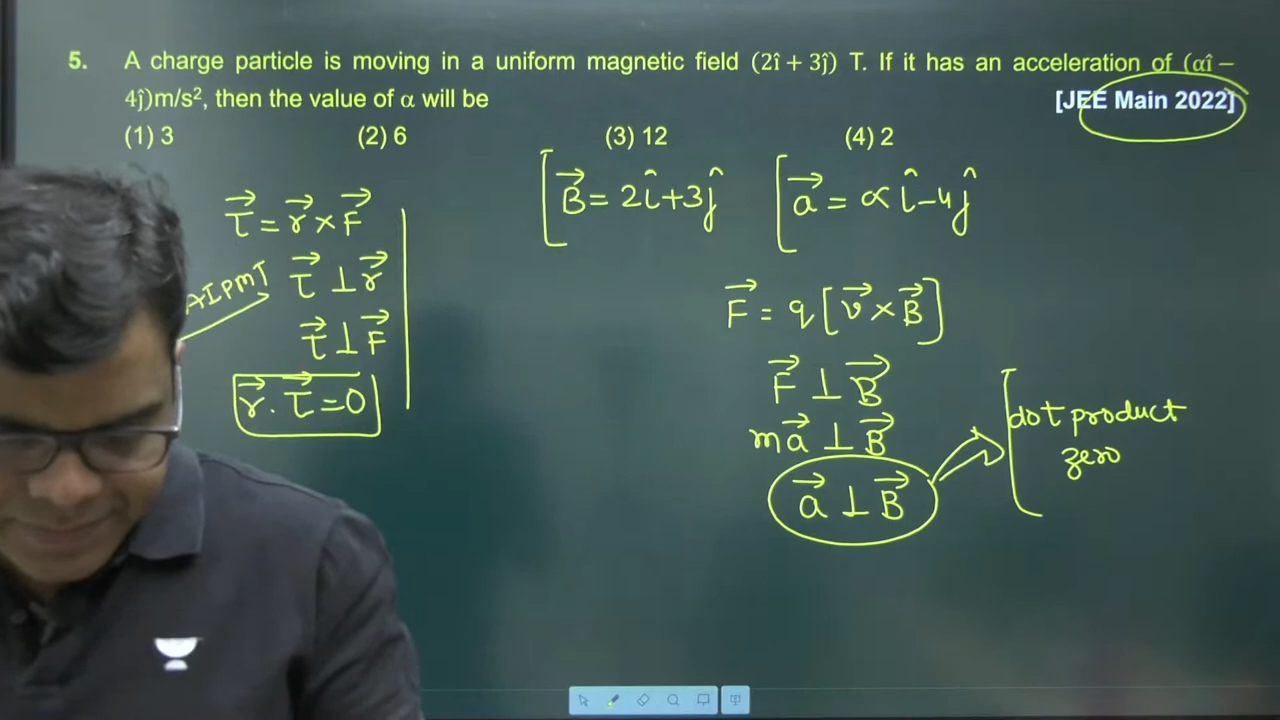 5. A charge particle is moving in a uniform magnetic field (2î + 3ĵ) T. If it has an acceleration of (αî –
4ĵ)m/s², then the value of α will be
[JEE Main 2022]
(1) 3 (2) 6 (3) 12 (4) 2
τ⃗ = r⃗ × F⃗
AIPMT τ⃗ ⊥ r⃗
τ⃗ ⊥ F⃗
r⃗ . τ⃗ = 0
[B⃗ = 2î + 3ĵ
[a⃗ = αî – 4ĵ
F⃗ = q [v⃗ × B⃗]
F⃗ ⊥ B⃗
ma⃗ ⊥ B⃗
a⃗ ⊥ B⃗
dot product
zero